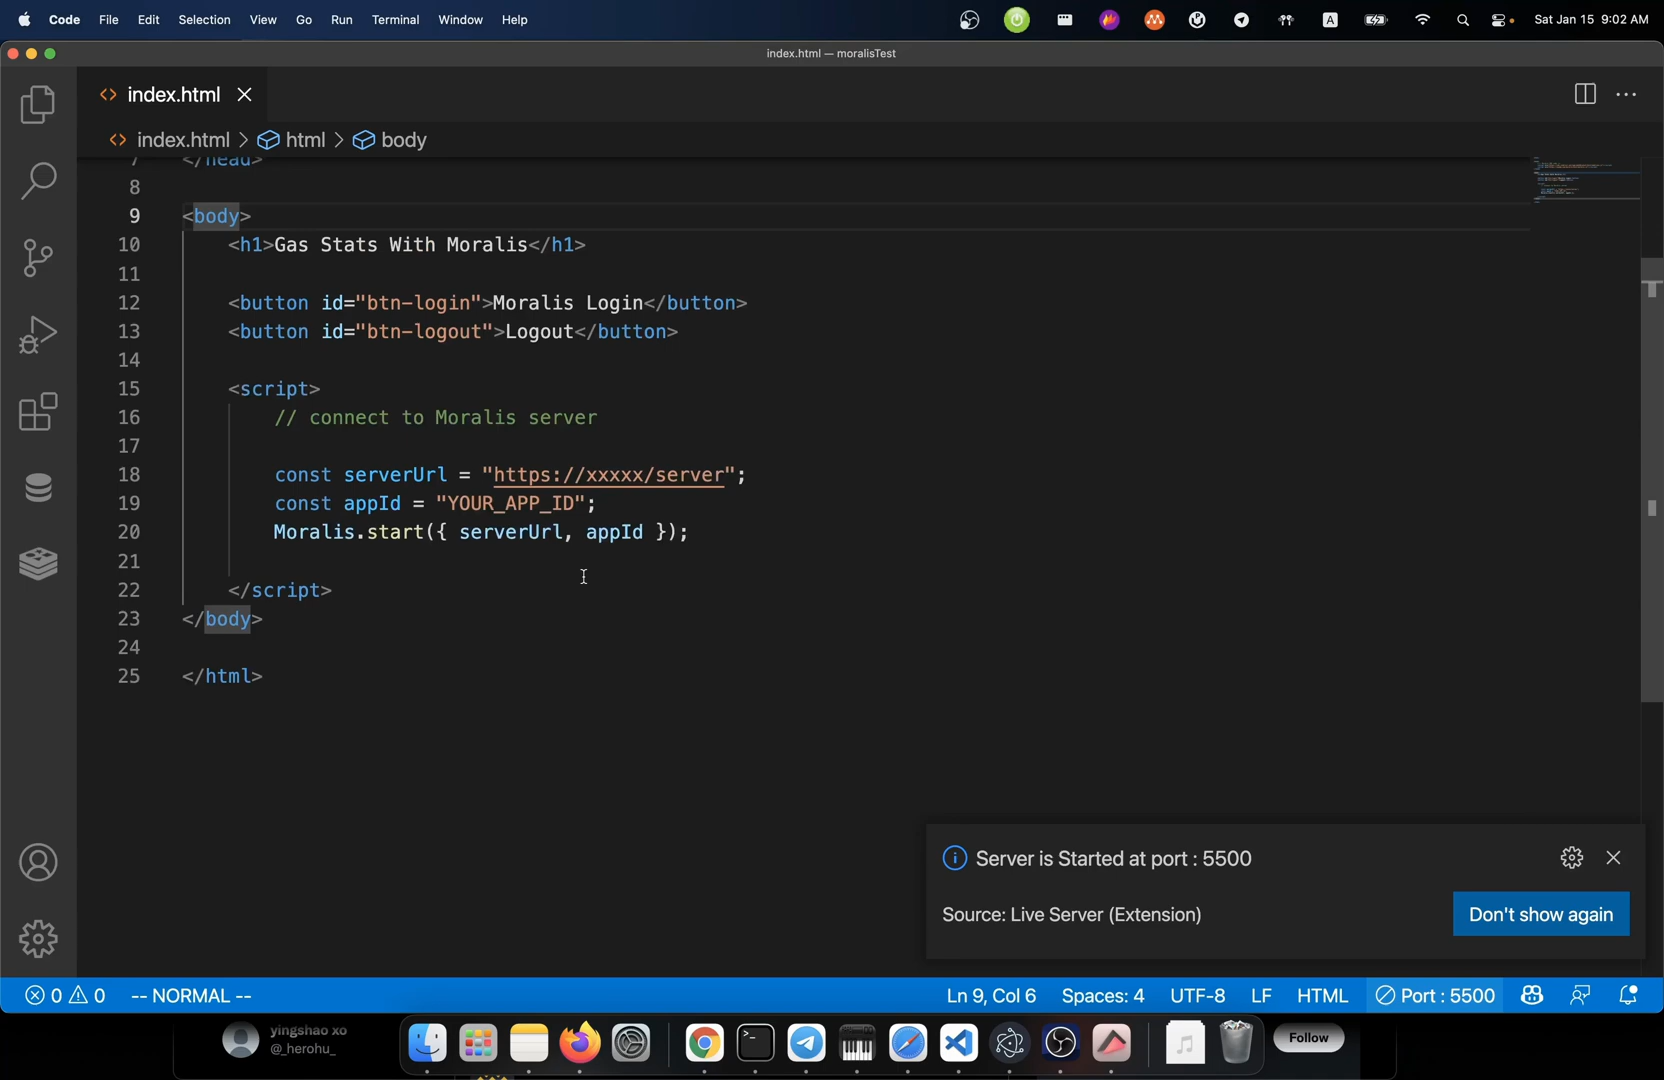 Code File Edit Selection View Go Run Terminal Window Help A Sat Jan 15 9:02 AM
index.html — moralisTest
<> index.html
<> index.html > html > body
7 </head>
8
9 <body>
10 <h1>Gas Stats With Moralis</h1>
11
12 <button id="btn-login">Moralis Login</button>
13 <button id="btn-logout">Logout</button>
14
15 <script>
16 // connect to Moralis server
17
18 const serverUrl = "https://xxxxx/server";
19 const appId = "YOUR_APP_ID";
20 Moralis.start({ serverUrl, appId });
21
22 </script>
23 </body>
24
25 </html>
Server is Started at port : 5500
Source: Live Server (Extension)
Don't show again
0 0 -- NORMAL -- Ln 9, Col 6 Spaces: 4 UTF-8 LF HTML Port : 5500
yingshao xo
@_herohu_
Follow